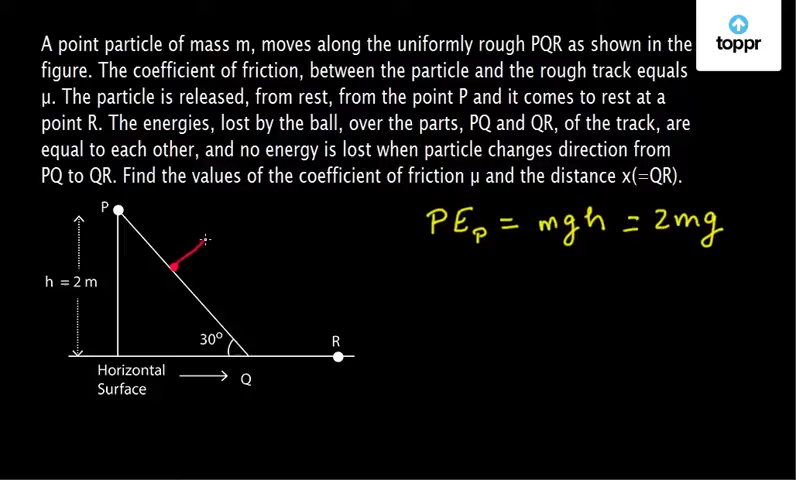 A point particle of mass m, moves along the uniformly rough PQR as shown in the
figure. The coefficient of friction, between the particle and the rough track equals
μ. The particle is released, from rest, from the point P and it comes to rest at a
point R. The energies, lost by the ball, over the parts, PQ and QR, of the track, are
equal to each other, and no energy is lost when particle changes direction from
PQ to QR. Find the values of the coefficient of friction μ and the distance x(=QR).
toppr
PE_P = mgh = 2mg
P
h = 2 m
30°
R
Horizontal
Surface
Q